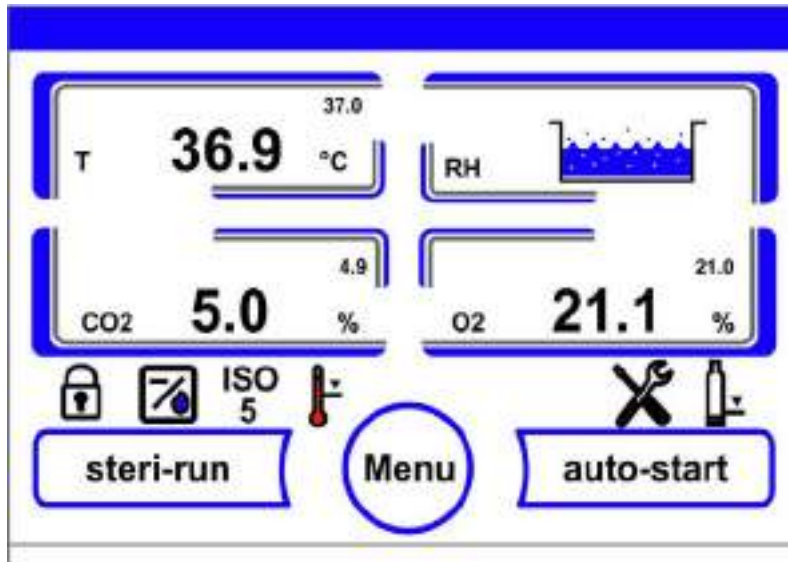 37.0
T 36.9 °C
RH
4.9
CO2 5.0 %
21.0
O2 21.1 %
ISO
5
steri-run Menu auto-start